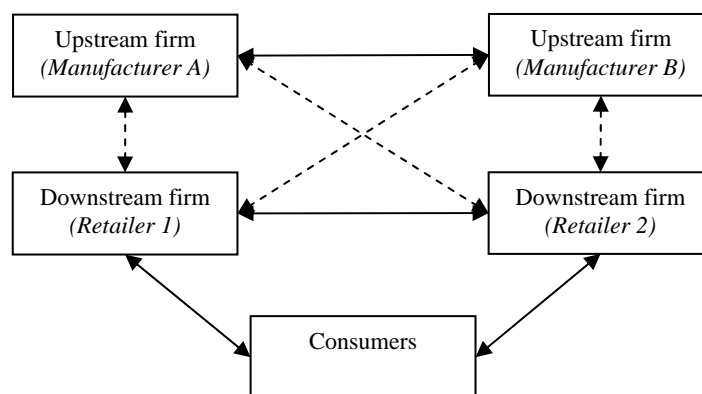 Upstream firm
(Manufacturer A)
Upstream firm
(Manufacturer B)
Downstream firm
(Retailer 1)
Downstream firm
(Retailer 2)
Consumers